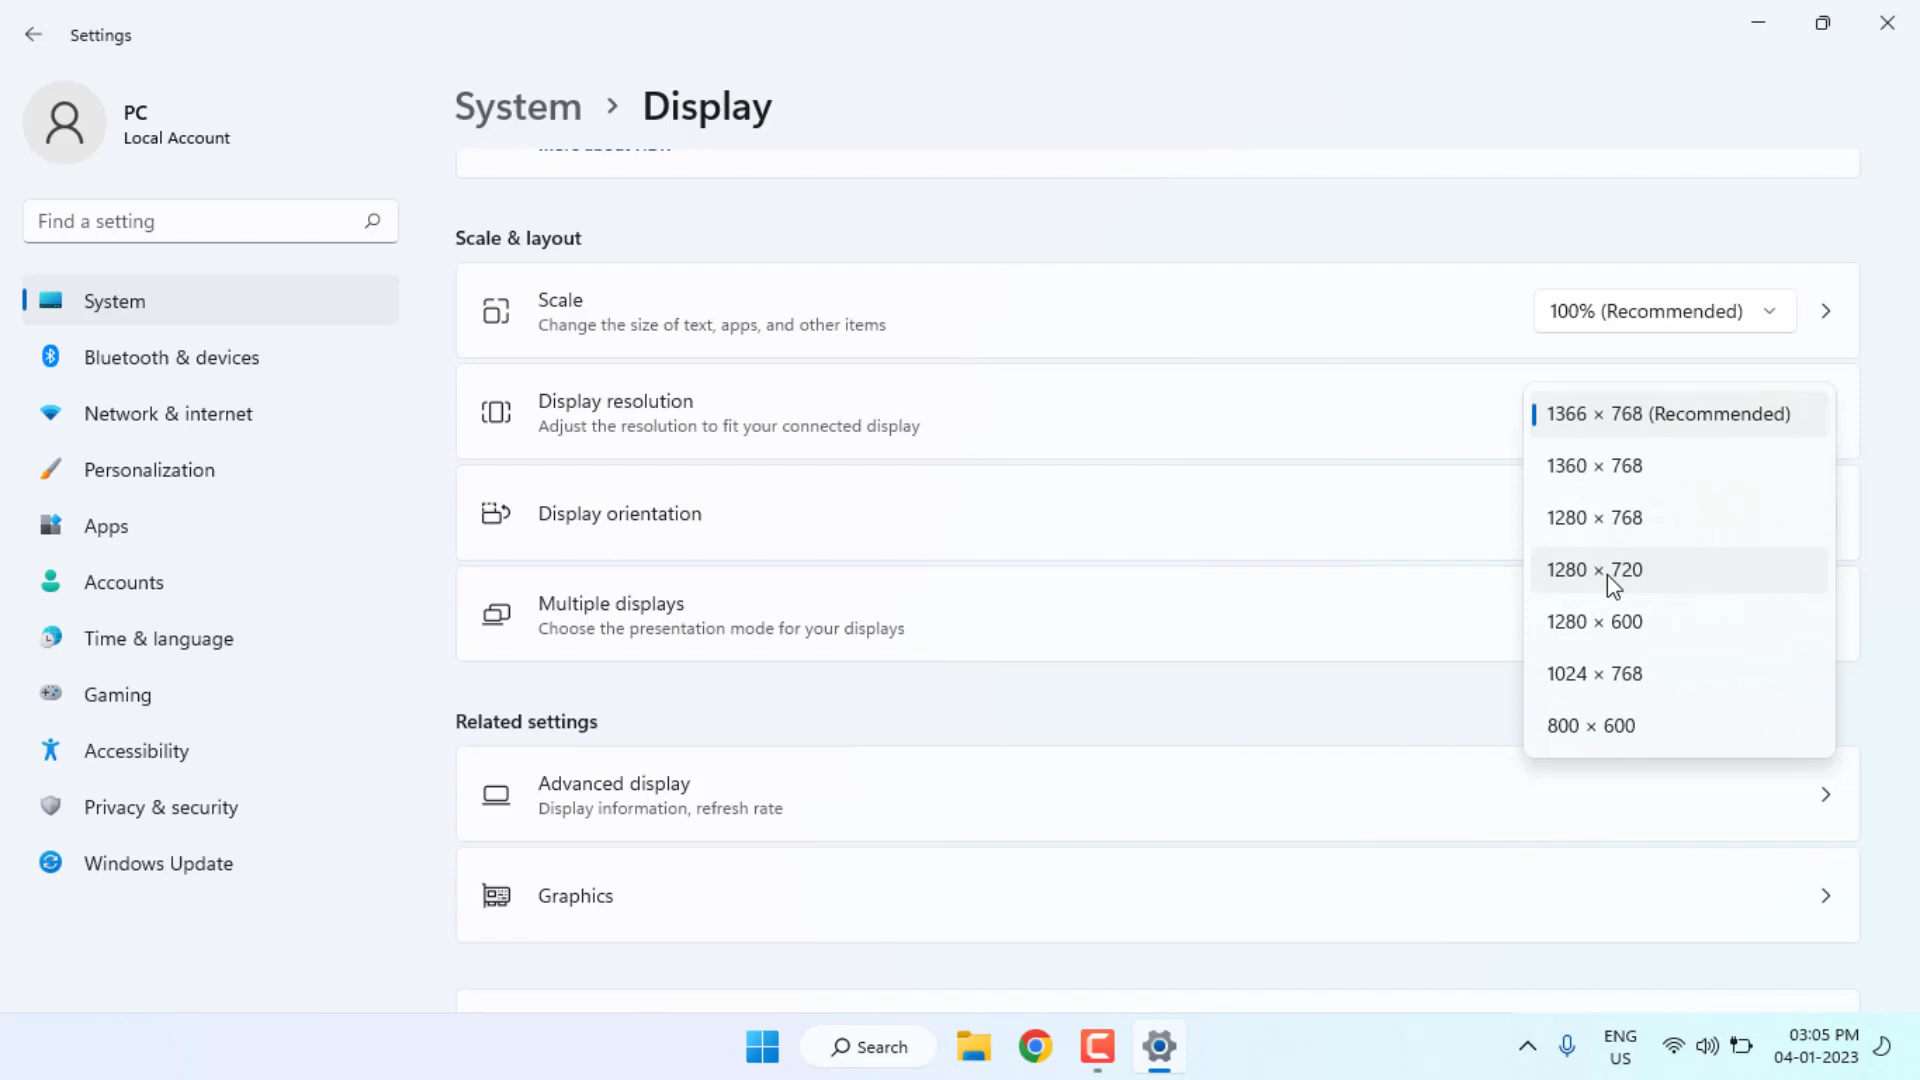 Settings
PC
Local Account
Find a setting
System
Bluetooth & devices
Network & internet
Personalization
Apps
Accounts
Time & language
Gaming
Accessibility
Privacy & security
Windows Update
System > Display
Scale & layout
Scale
Change the size of text, apps, and other items
100% (Recommended)
Display resolution
Adjust the resolution to fit your connected display
1366 × 768 (Recommended)
1360 × 768
1280 × 768
1280 × 720
1280 × 600
1024 × 768
800 × 600
Display orientation
Multiple displays
Choose the presentation mode for your displays
Related settings
Advanced display
Display information, refresh rate
Graphics
Search
ENG
US
03:05 PM
04-01-2023